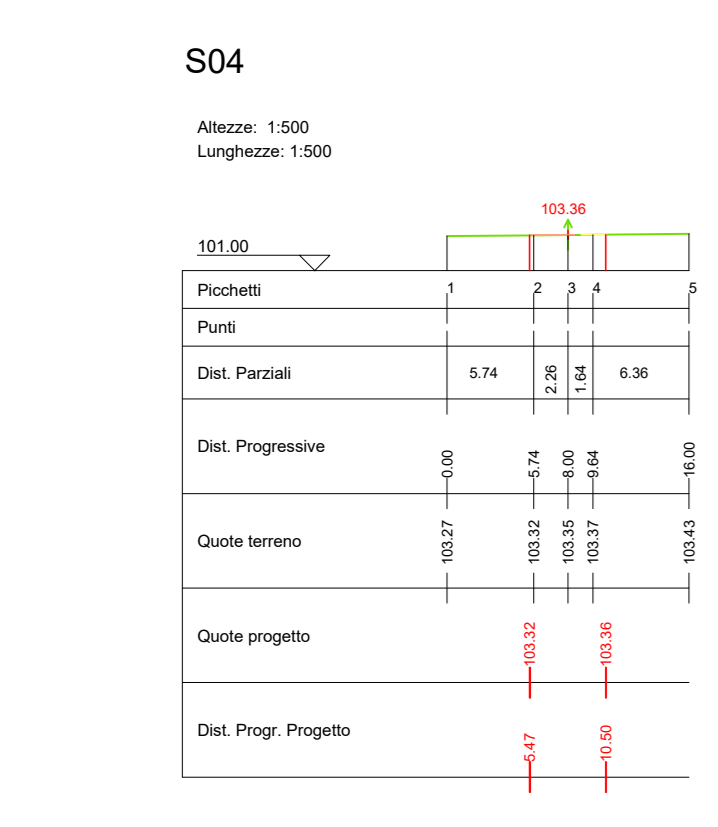 S04
Altezze: 1:500
Lunghezze: 1:500
103.36
101.00
Picchetti 1 2 3 4 5
Punti
Dist. Parziali 5.74 2.26 1.64 6.36
Dist. Progressive 0.00 5.74 8.00 9.64 16.00
Quote terreno 103.27 103.32 103.35 103.37 103.43
Quote progetto 103.32 103.36
Dist. Progr. Progetto 5.47 10.50